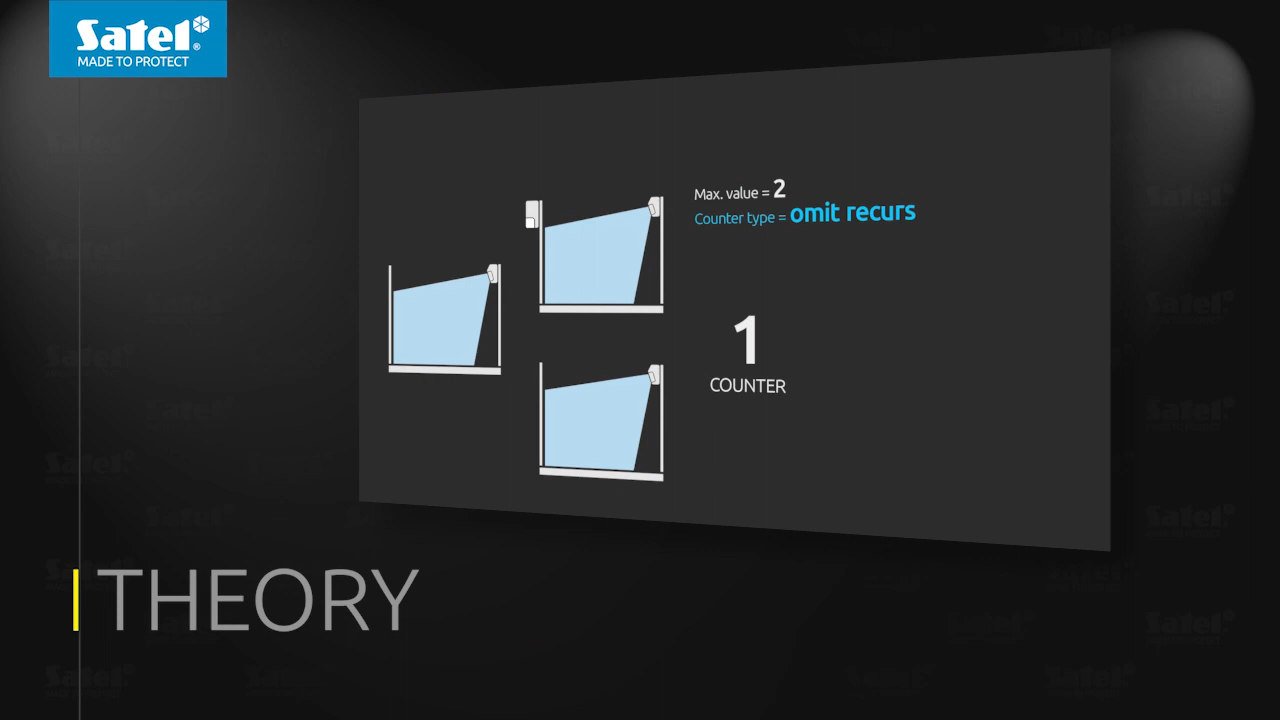 Satel®
MADE TO PROTECT
Max. value = 2
Counter type = omit recurs
1
COUNTER
THEORY